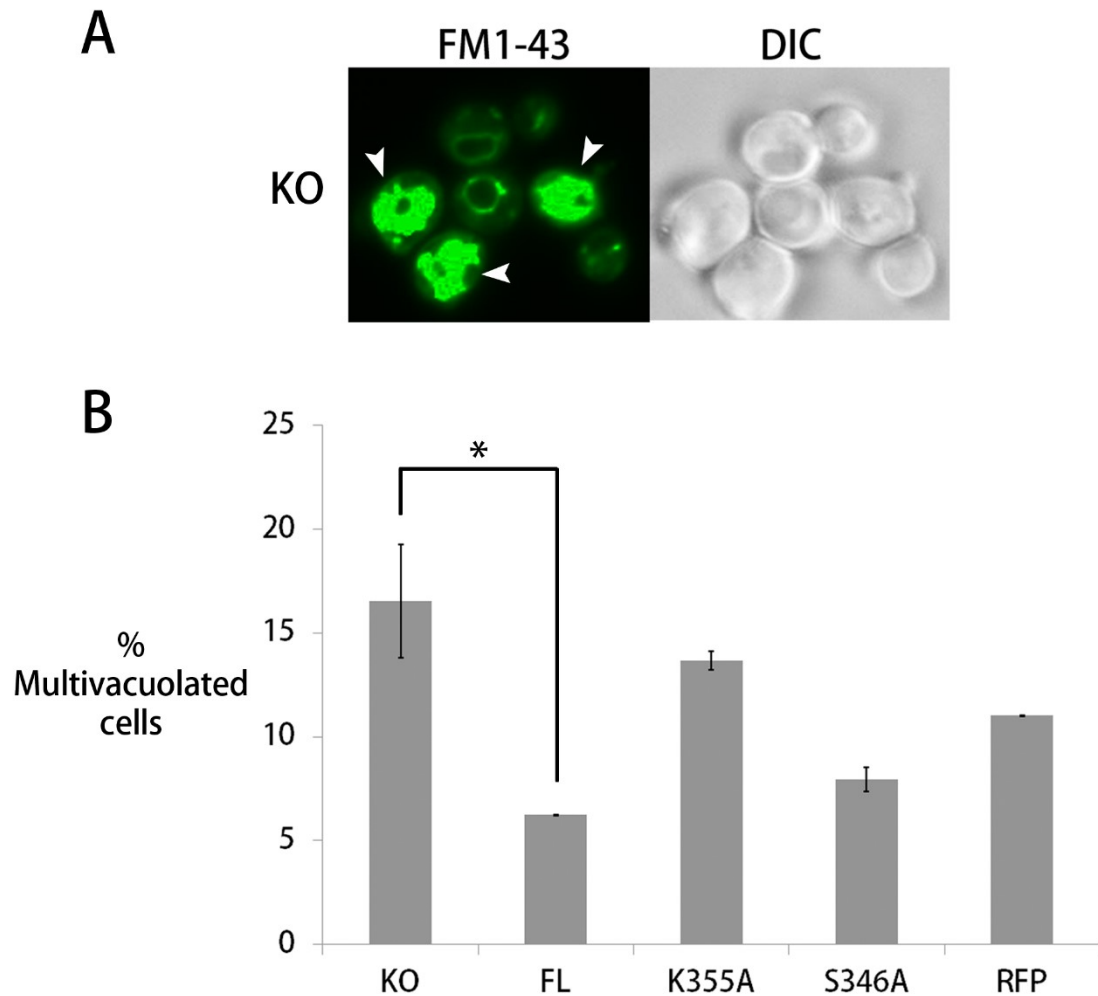 A
FM1-43 DIC
KO
B
25
*
20
15
%
Multivacuolated
cells
10
5
0
KO FL K355A S346A RFP